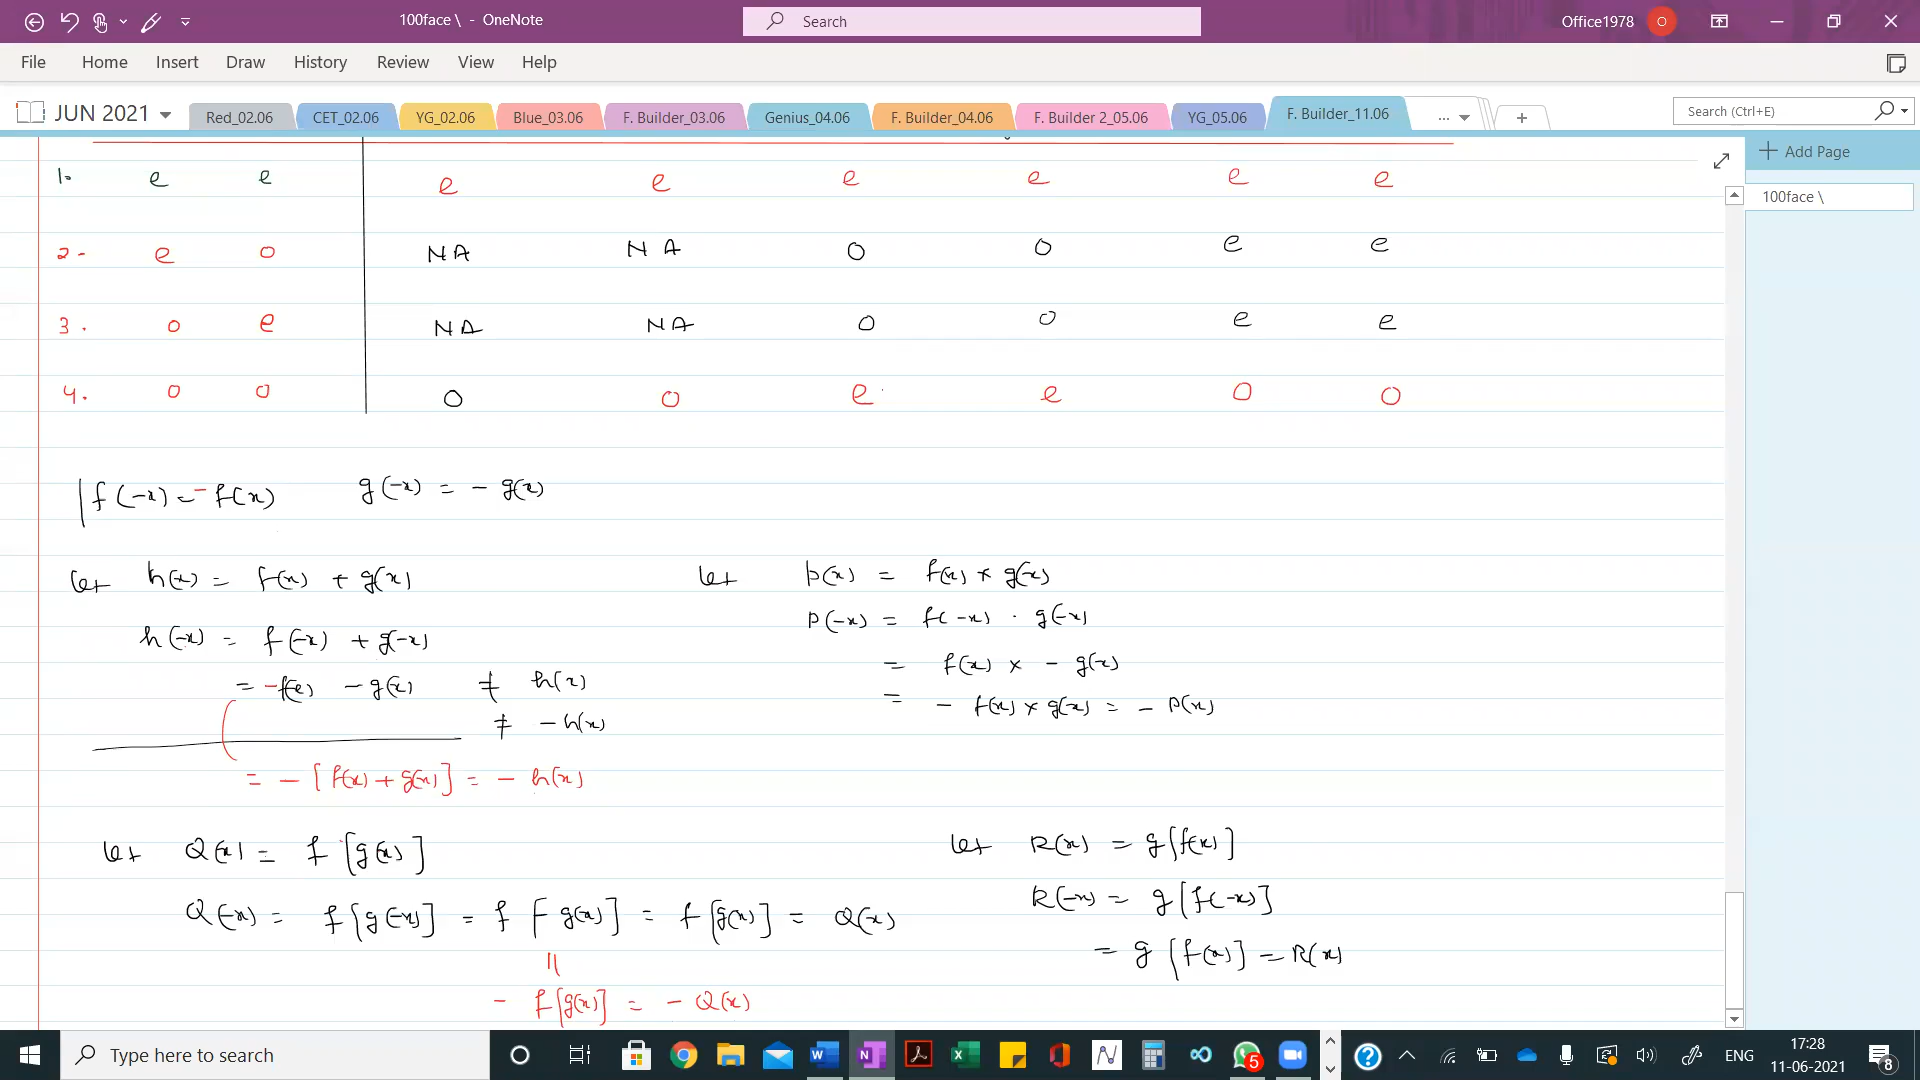 100face \ - OneNote
Search
Office1978
O
File Home Insert Draw History Review View Help
JUN 2021
Red_02.06 CET_02.06 YG_02.06 Blue_03.06 F. Builder_03.06 Genius_04.06 F. Builder_04.06 F. Builder 2_05.06 YG_05.06 F. Builder_11.06 ... +
Search (Ctrl+E)
Add Page
100face \
1. e e e e e e e e
2. e o NA NA O O e e
3. o e NA NA O O e e
4. o o O O e e O O
f(-x) = -f(x) g(-x) = - g(x)
Let h(x) = f(x) + g(x)
h(-x) = f(-x) + g(-x)
= -f(x) - g(x) ≠ h(x)
≠ - h(x)
= - [f(x) + g(x)] = - h(x)
Let p(x) = f(x) × g(x)
P(-x) = f(-x) · g(-x)
= f(x) × - g(x)
= - f(x) × g(x) = - P(x)
Let Q(x) = f[g(x)]
Q(-x) = f[g(-x)] = f[-g(x)] = f[g(x)] = Q(x)
- f[g(x)] = - Q(x)
Let R(x) = g[f(x)]
R(-x) = g[f(-x)]
= g[f(x)] = R(x)
Type here to search
5
ENG
17:28
11-06-2021
8